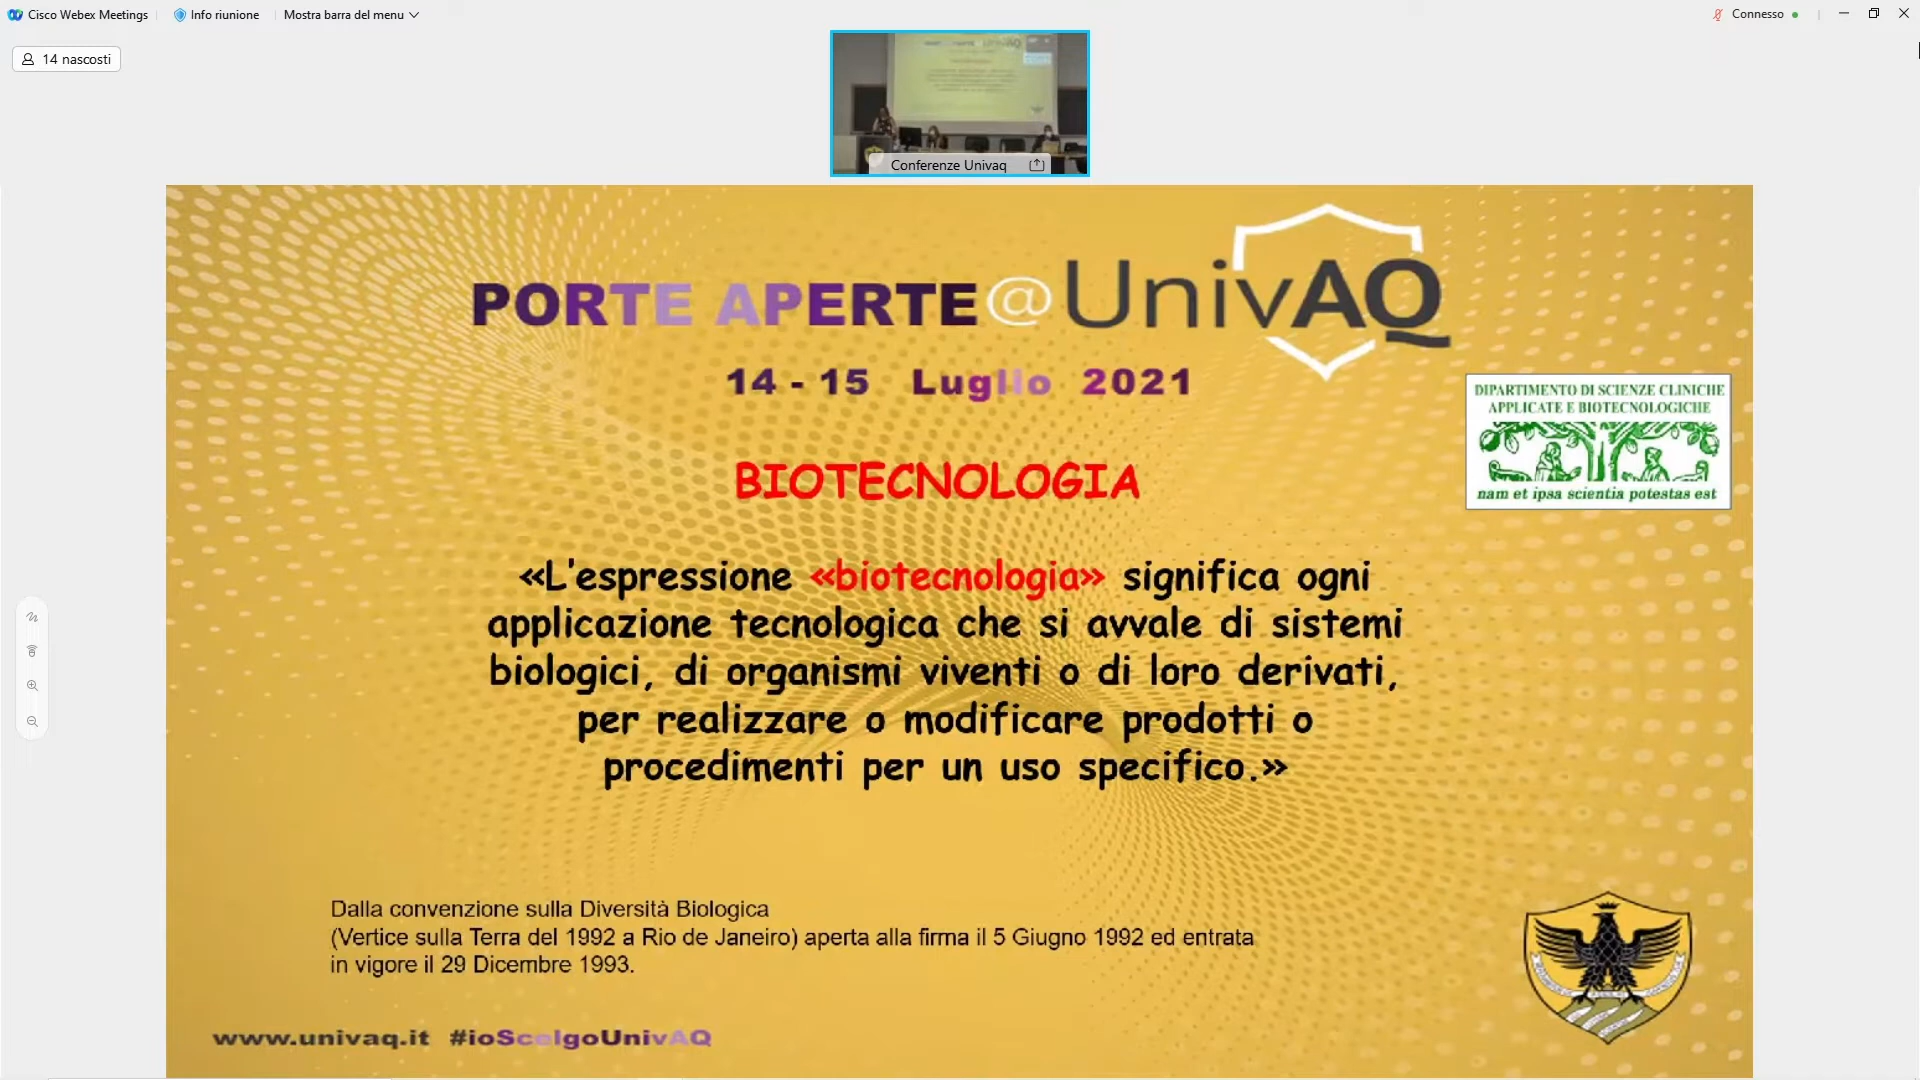 Cisco Webex Meetings
Info riunione
Mostra barra del menu
Connesso
14 nascosti
Conferenze Univaq
PORTE APERTE@UnivAQ
14 - 15 Luglio 2021
DIPARTIMENTO DI SCIENZE CLINICHE
APPLICATE E BIOTECNOLOGICHE
nam et ipsa scientia potestas est
BIOTECNOLOGIA
«L'espressione «biotecnologia» significa ogni
applicazione tecnologica che si avvale di sistemi
biologici, di organismi viventi o di loro derivati,
per realizzare o modificare prodotti o
procedimenti per un uso specifico.»
Dalla convenzione sulla Diversità Biologica
(Vertice sulla Terra del 1992 a Rio de Janeiro) aperta alla firma il 5 Giugno 1992 ed entrata
in vigore il 29 Dicembre 1993.
www.univaq.it #ioScelgoUnivAQ